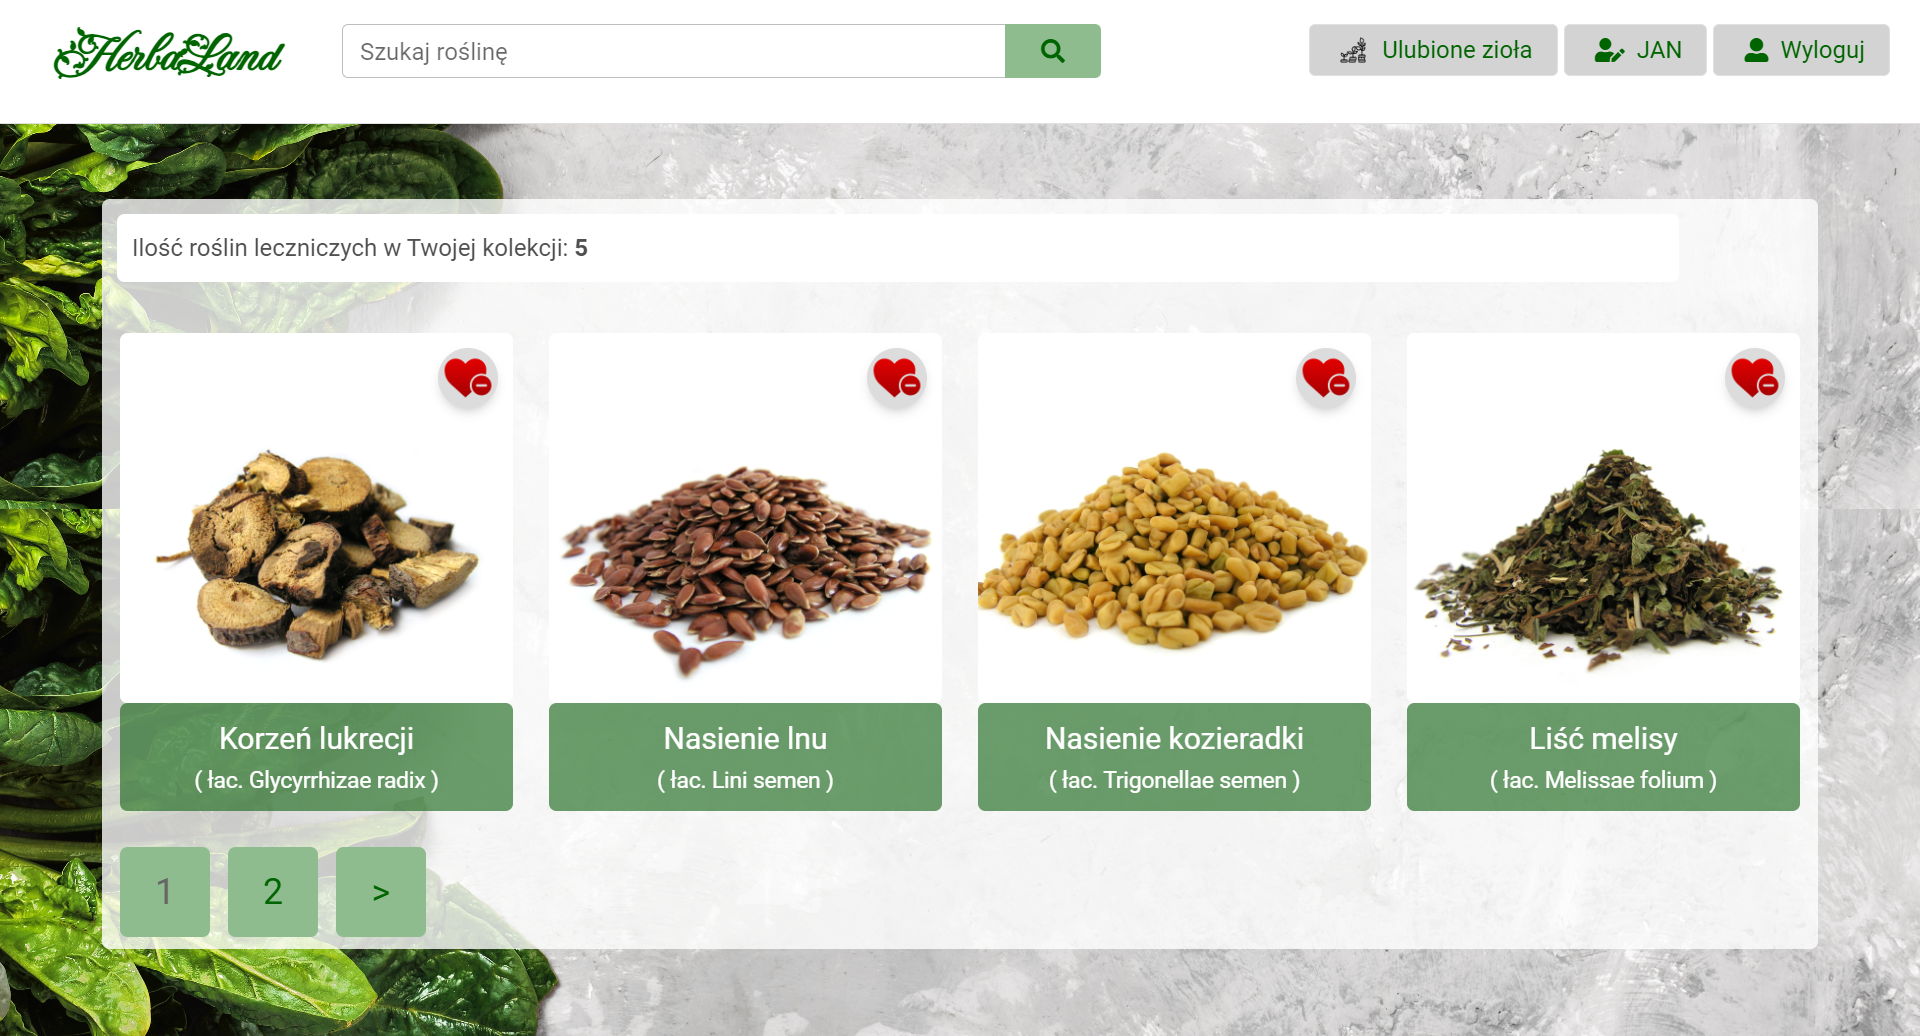 HerbaLand
Szukaj roślinę
Ulubione zioła
JAN
Wyloguj
Ilość roślin leczniczych w Twojej kolekcji: 5
Korzeń lukrecji
( łac. Glycyrrhizae radix )
Nasienie lnu
( łac. Lini semen )
Nasienie kozieradki
( łac. Trigonellae semen )
Liść melisy
( łac. Melissae folium )
1
2
>